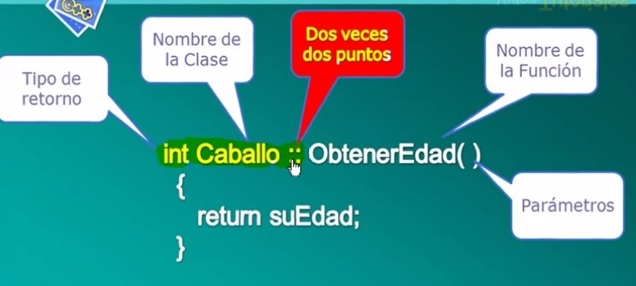 C++
Tutoriales
Nombre de
la Clase
Dos veces
dos puntos
Nombre de
la Función
Tipo de
retorno
int Caballo :: ObtenerEdad( )
{
return suEdad;
}
Parámetros